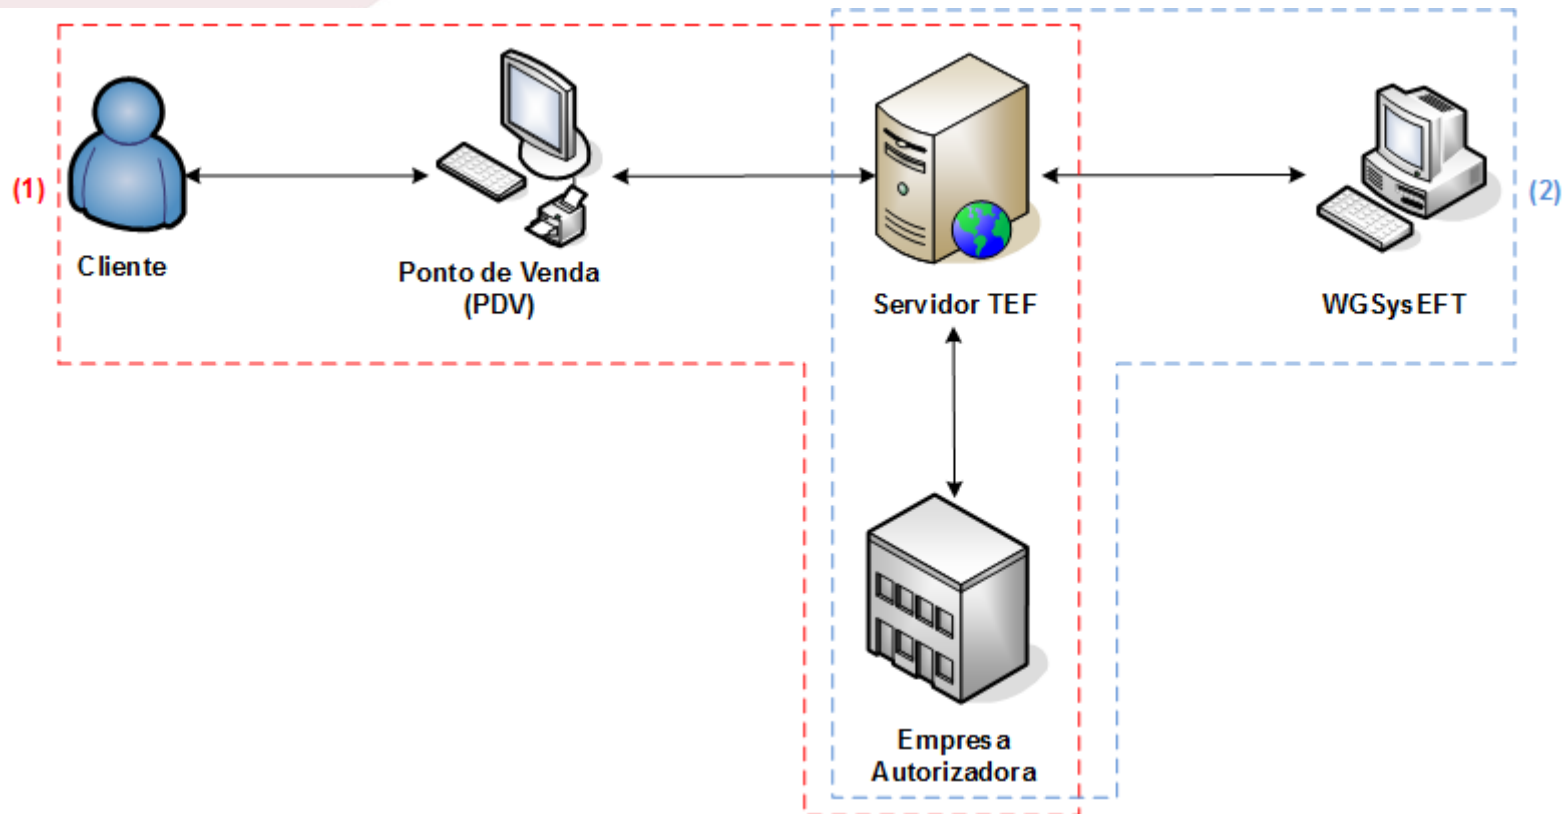 (1)
Cliente
Ponto de Venda
(PDV)
Servidor TEF
WGSysEFT
(2)
Empresa
Autorizadora